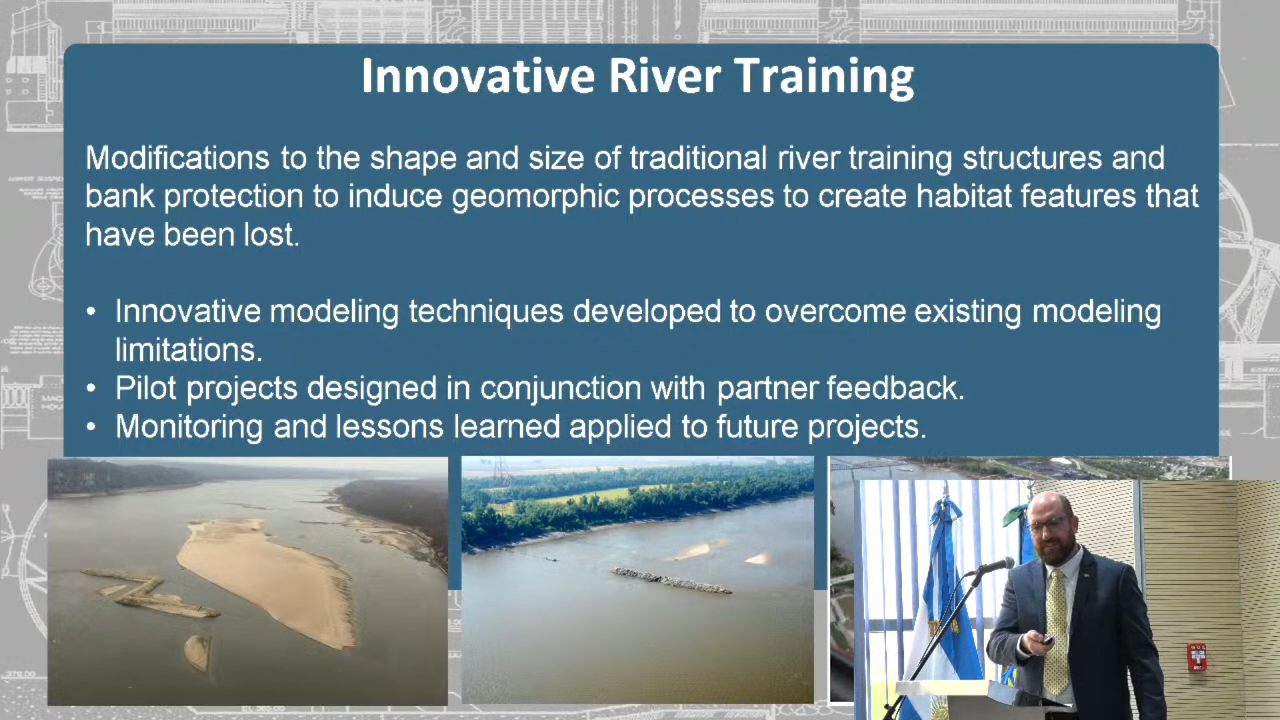 Innovative River Training
Modifications to the shape and size of traditional river training structures and
bank protection to induce geomorphic processes to create habitat features that
have been lost.
• Innovative modeling techniques developed to overcome existing modeling
limitations.
• Pilot projects designed in conjunction with partner feedback.
• Monitoring and lessons learned applied to future projects.